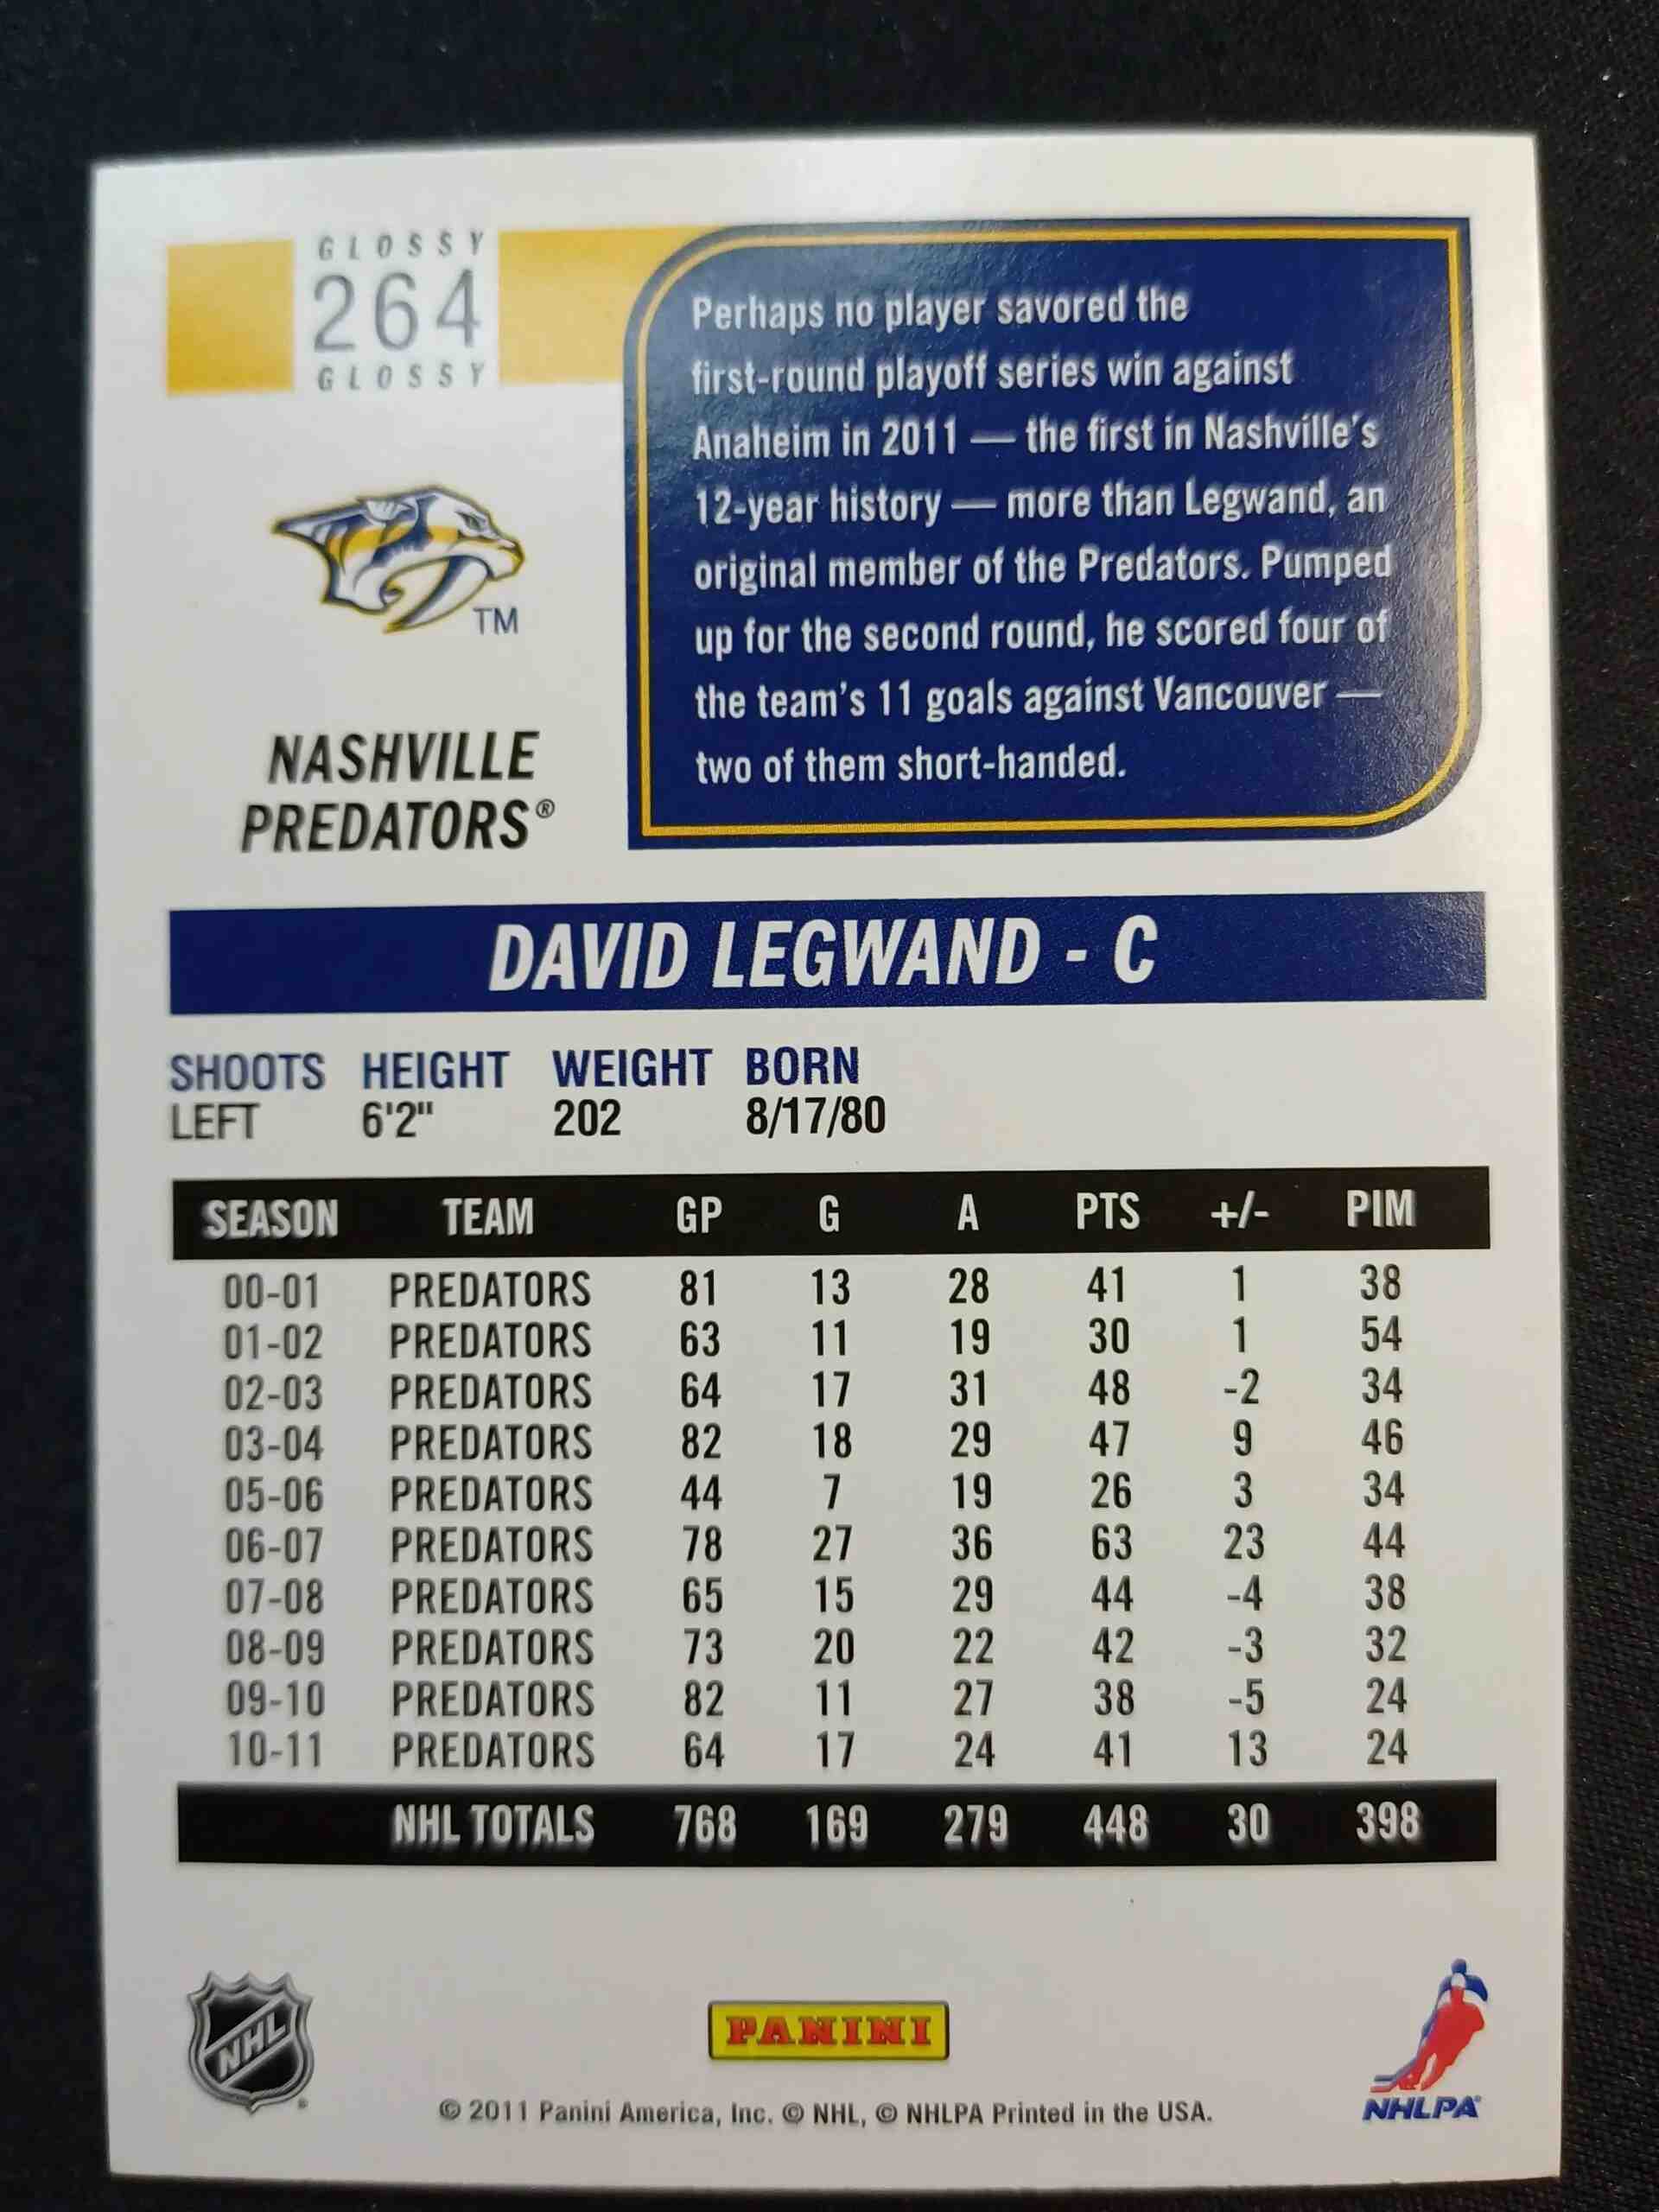 GLOSSY
264
GLOSSY
Perhaps no player savored the
first-round playoff series win against
Anaheim in 2011 — the first in Nashville's
12-year history — more than Legwand, an
original member of the Predators. Pumped
up for the second round, he scored four of
the team's 11 goals against Vancouver —
two of them short-handed.
TM
NASHVILLE
PREDATORS®
DAVID LEGWAND - C
SHOOTS HEIGHT WEIGHT BORN
LEFT 6'2" 202 8/17/80
SEASON TEAM GP G A PTS +/- PIM
00-01 PREDATORS 81 13 28 41 1 38
01-02 PREDATORS 63 11 19 30 1 54
02-03 PREDATORS 64 17 31 48 -2 34
03-04 PREDATORS 82 18 29 47 9 46
05-06 PREDATORS 44 7 19 26 3 34
06-07 PREDATORS 78 27 36 63 23 44
07-08 PREDATORS 65 15 29 44 -4 38
08-09 PREDATORS 73 20 22 42 -3 32
09-10 PREDATORS 82 11 27 38 -5 24
10-11 PREDATORS 64 17 24 41 13 24
NHL TOTALS 768 169 279 448 30 398
NHL
PANINI
NHLPA
© 2011 Panini America, Inc. © NHL, © NHLPA Printed in the USA.